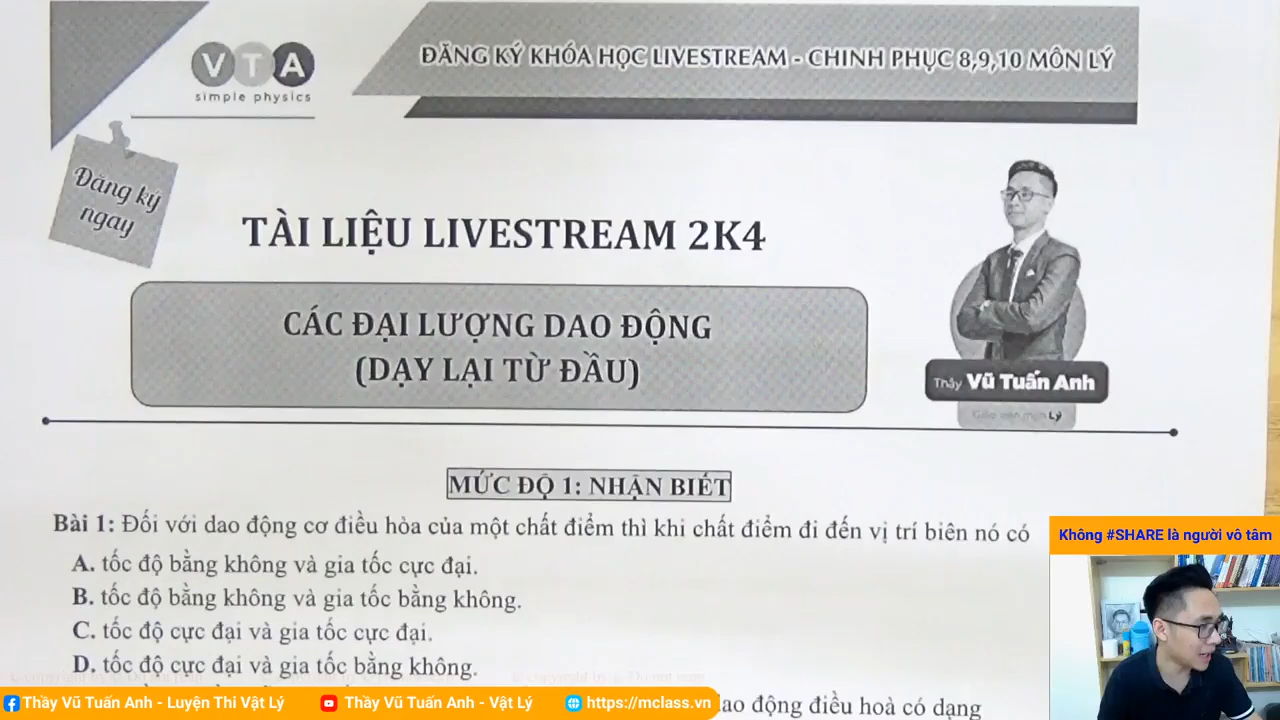 VTA
simple physics
ĐĂNG KÝ KHÓA HỌC LIVESTREAM - CHINH PHỤC 8,9,10 MÔN LÝ
Đăng ký
ngay
TÀI LIỆU LIVESTREAM 2K4
CÁC ĐẠI LƯỢNG DAO ĐỘNG
(DẠY LẠI TỪ ĐẦU)
Thầy Vũ Tuấn Anh
Giáo viên môn Lý
MỨC ĐỘ 1: NHẬN BIẾT
Bài 1: Đối với dao động cơ điều hòa của một chất điểm thì khi chất điểm đi đến vị trí biên nó có
A. tốc độ bằng không và gia tốc cực đại.
B. tốc độ bằng không và gia tốc bằng không.
C. tốc độ cực đại và gia tốc cực đại.
D. tốc độ cực đại và gia tốc bằng không.
dao động điều hoà có dạng
Không #SHARE là người vô tâm
Thầy Vũ Tuấn Anh - Luyện Thi Vật Lý
Thầy Vũ Tuấn Anh - Vật Lý
https://mclass.vn